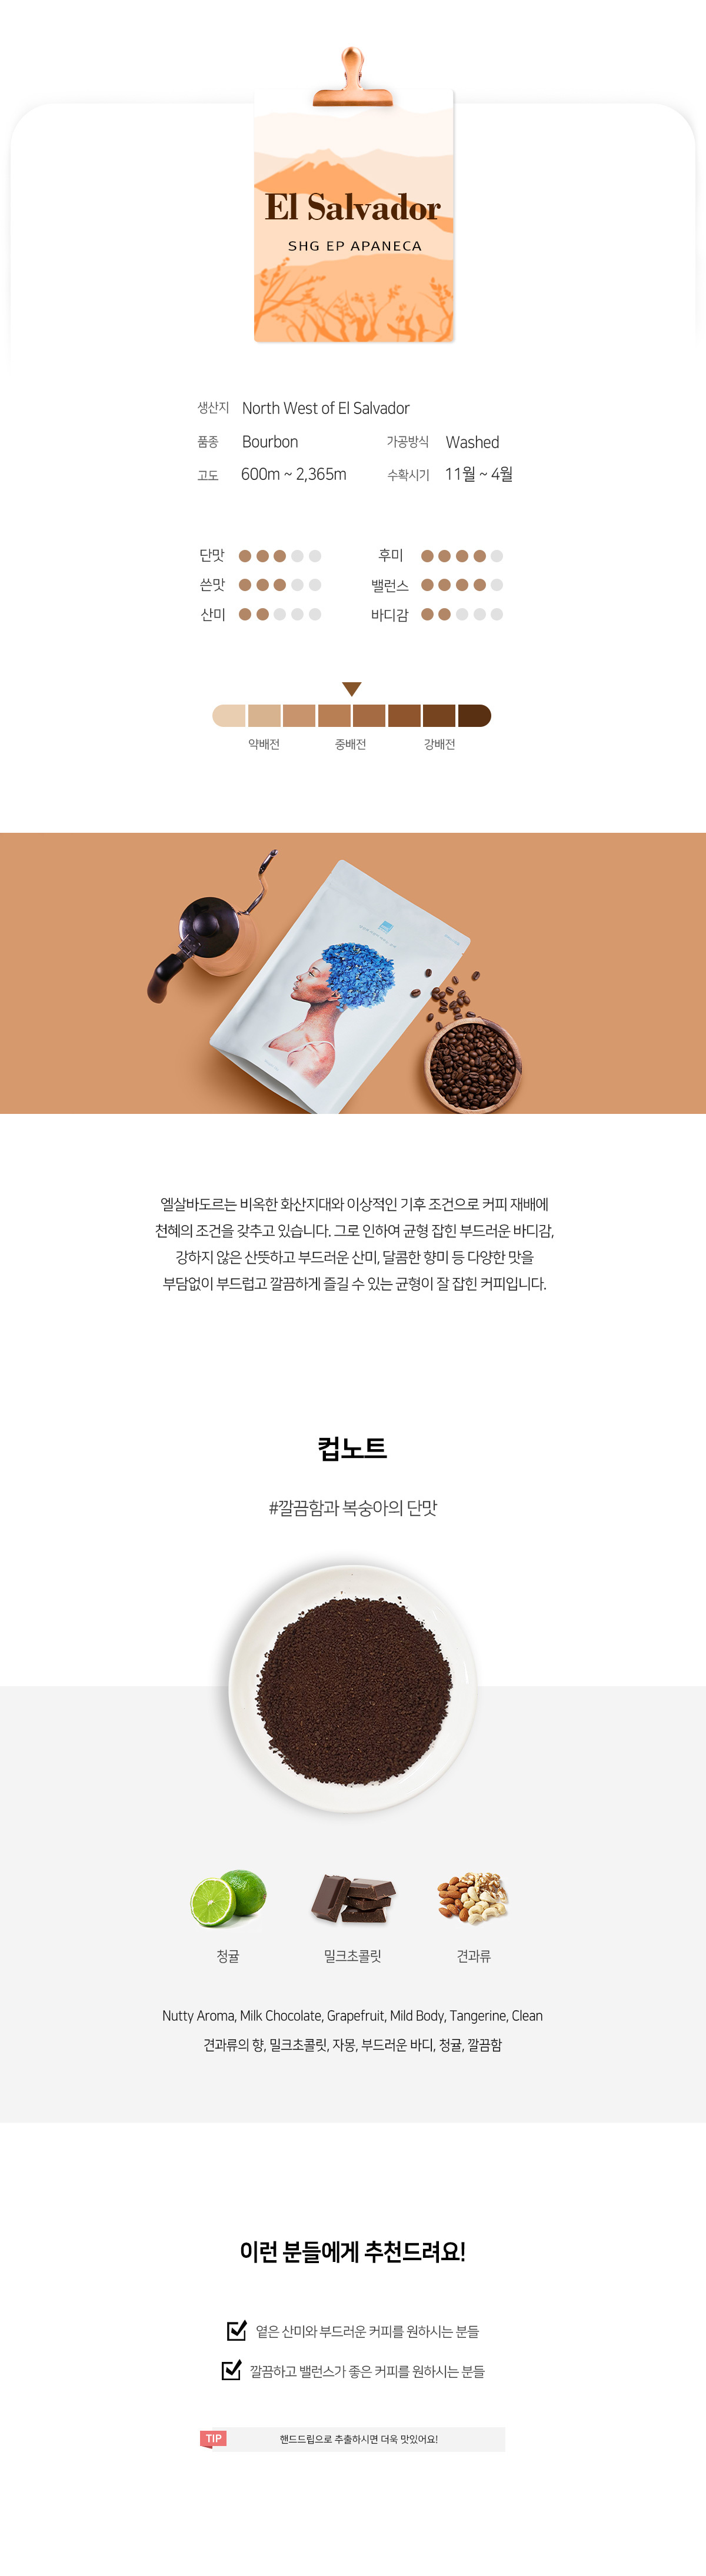 El Salvador
SHG EP APANECA
생산지 North West of El Salvador
품종 Bourbon 가공방식 Washed
고도 600m ~ 2,365m 수확시기 11월 ~ 4월
단맛 후미
쓴맛 밸런스
산미 바디감
약배전 중배전 강배전
엘살바도르는 비옥한 화산지대와 이상적인 기후 조건으로 커피 재배에
천혜의 조건을 갖추고 있습니다. 그로 인하여 균형 잡힌 부드러운 바디감,
강하지 않은 산뜻하고 부드러운 산미, 달콤한 향미 등 다양한 맛을
부담없이 부드럽고 깔끔하게 즐길 수 있는 균형이 잘 잡힌 커피입니다.
컵노트
#깔끔함과 복숭아의 단맛
청귤 밀크초콜릿 견과류
Nutty Aroma, Milk Chocolate, Grapefruit, Mild Body, Tangerine, Clean
견과류의 향, 밀크초콜릿, 자몽, 부드러운 바디, 청귤, 깔끔함
이런 분들에게 추천드려요!
옅은 산미와 부드러운 커피를 원하시는 분들
깔끔하고 밸런스가 좋은 커피를 원하시는 분들
TIP 핸드드립으로 추출하시면 더욱 맛있어요!